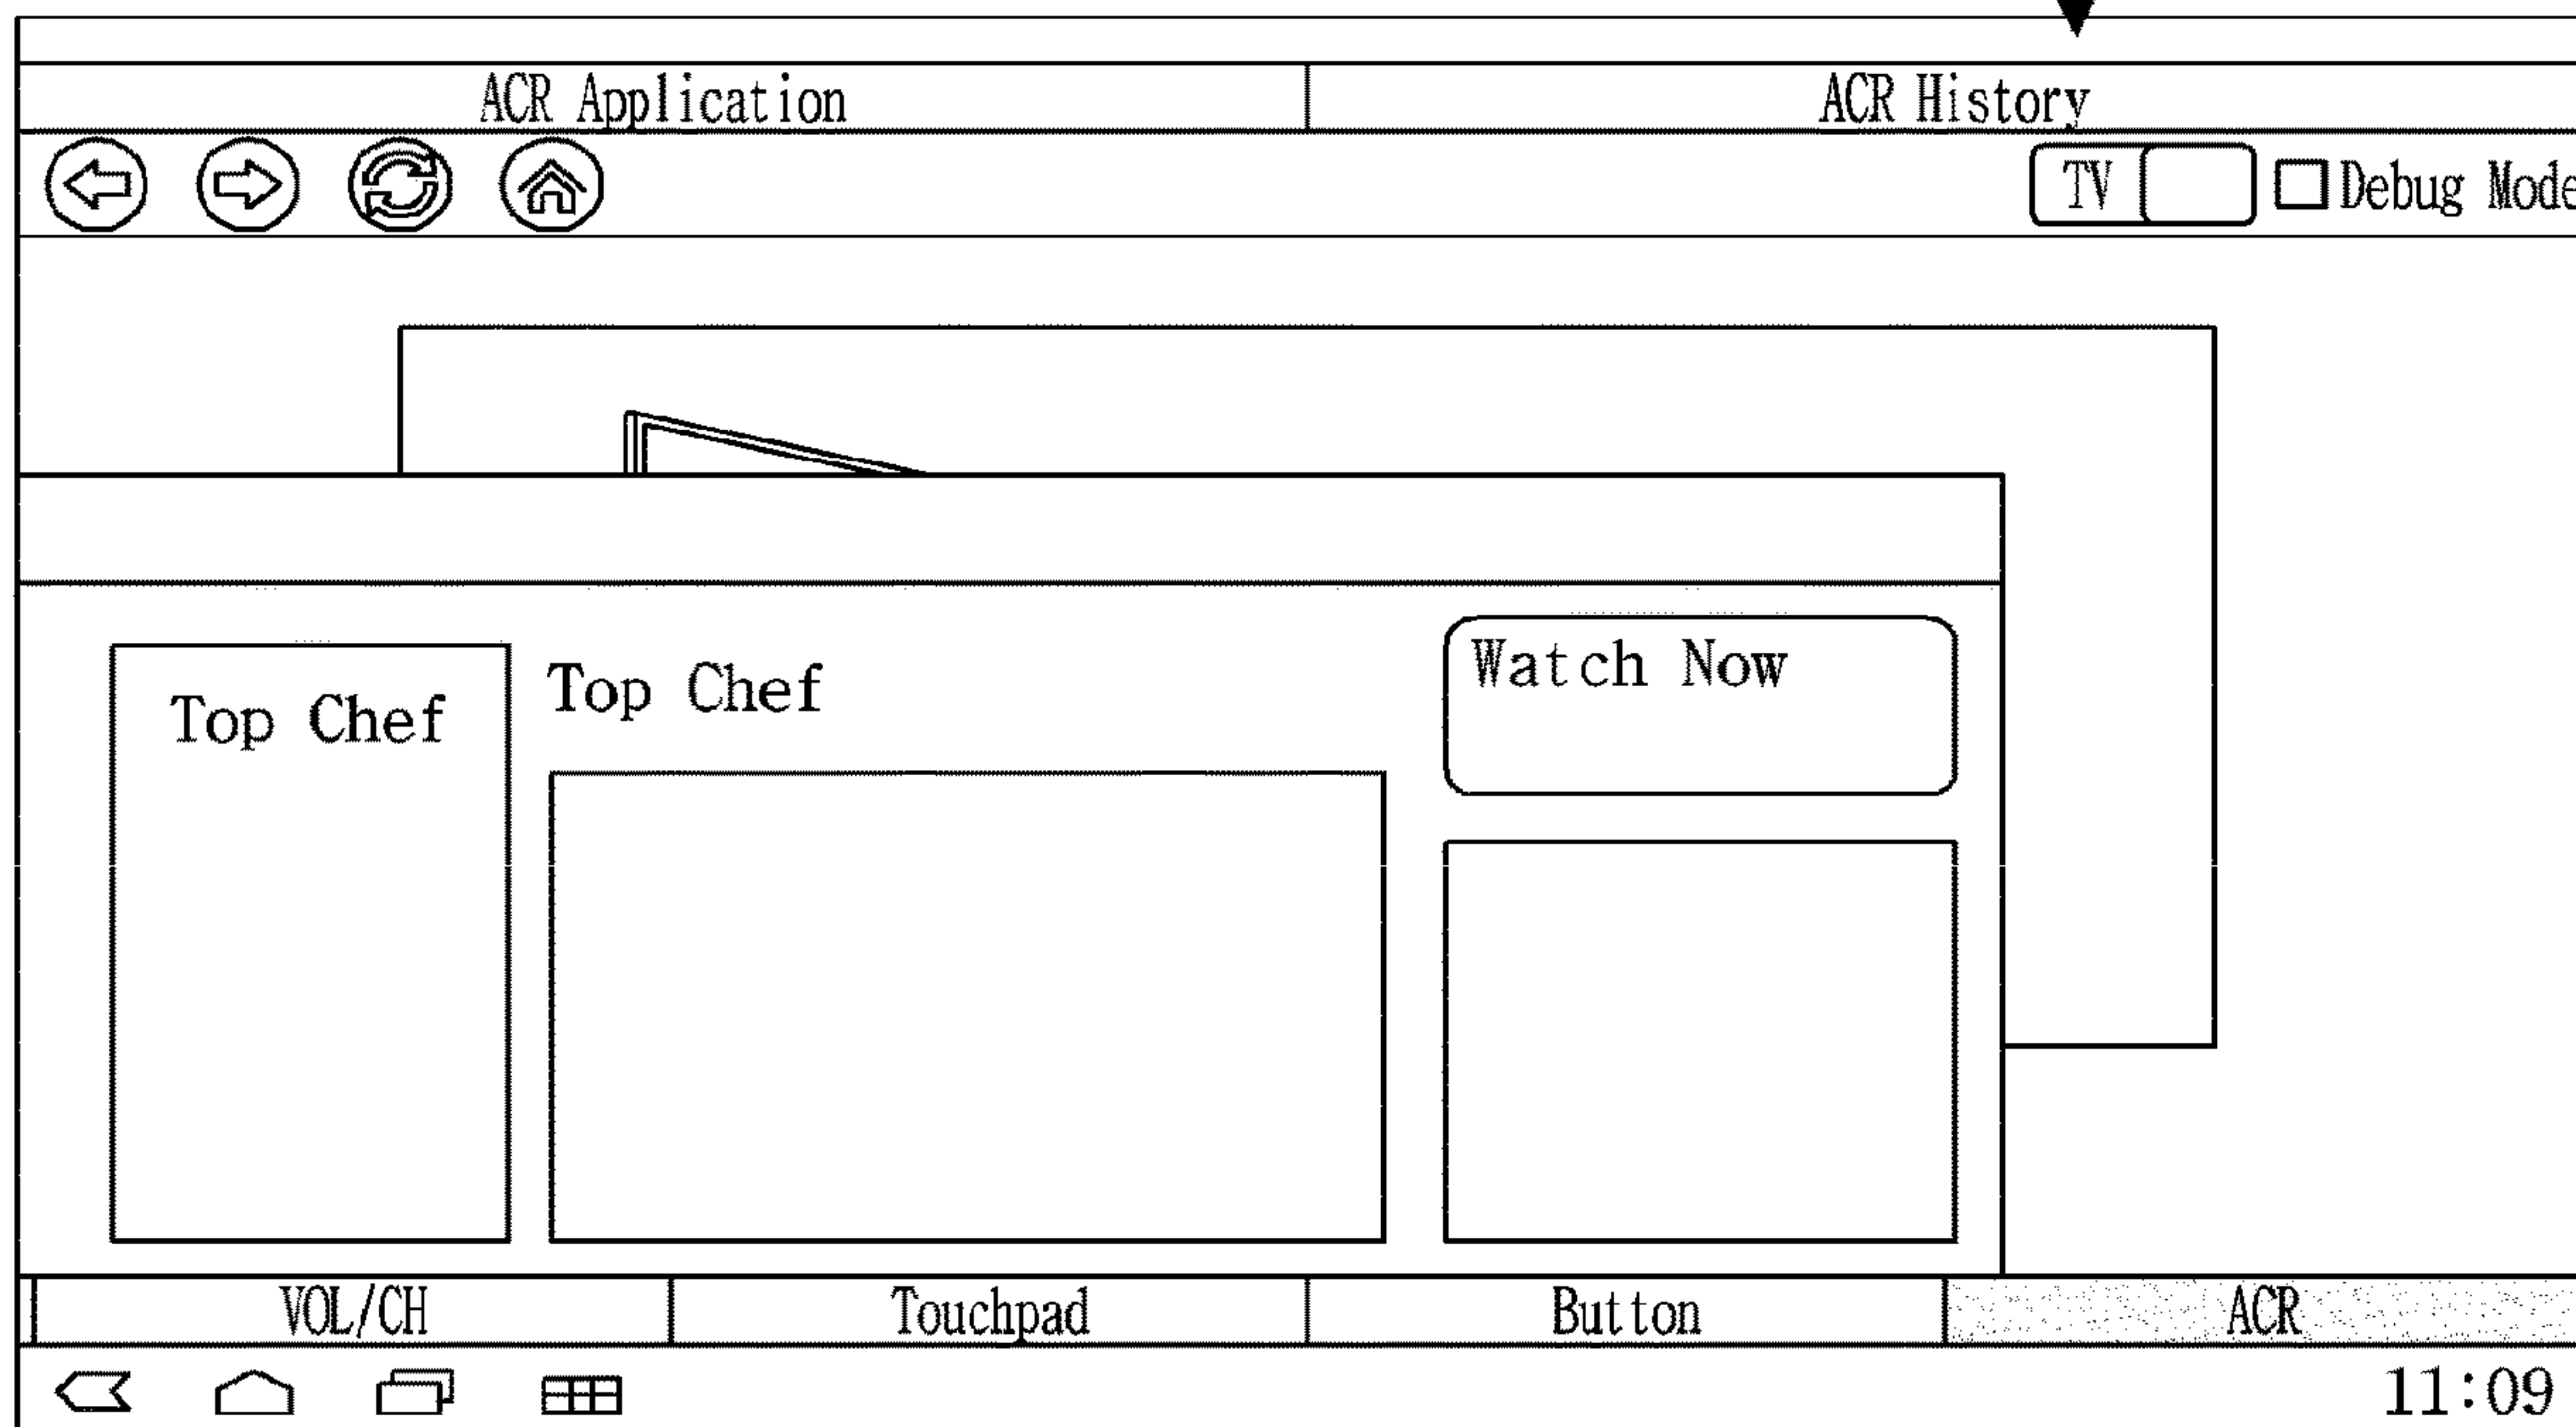 ACR Application
ACR History
TV
Debug Mode
Top Chef
Top Chef
Watch Now
VOL/CH
Touchpad
Button
ACR
11:09